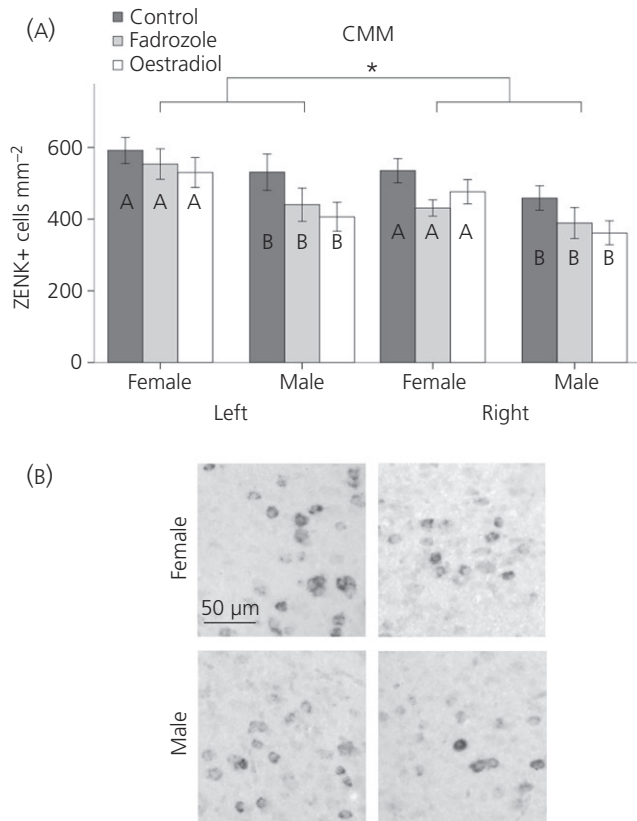 (A)
Control
Fadrozole
Oestradiol
CMM
*
ZENK+ cells mm⁻²
600
400
200
0
A A A B B B A A A B B B
Female Male Female Male
Left Right
(B)
Female
50 µm
Male